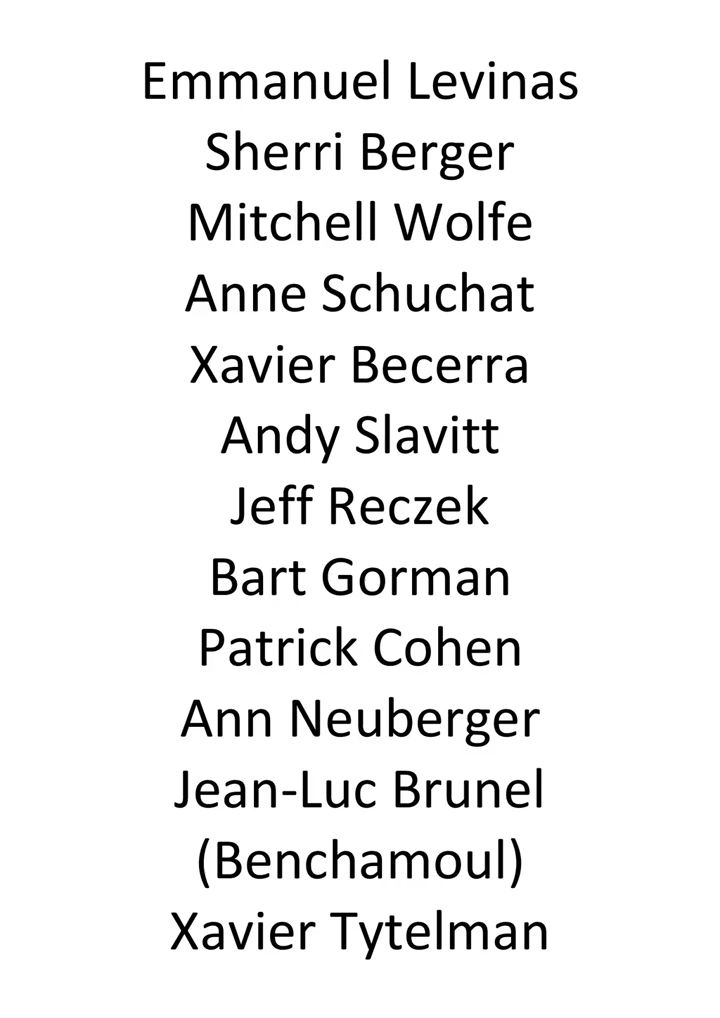 Emmanuel Levinas
Sherri Berger
Mitchell Wolfe
Anne Schuchat
Xavier Becerra
Andy Slavitt
Jeff Reczek
Bart Gorman
Patrick Cohen
Ann Neuberger
Jean-Luc Brunel
(Benchamoul)
Xavier Tytelman